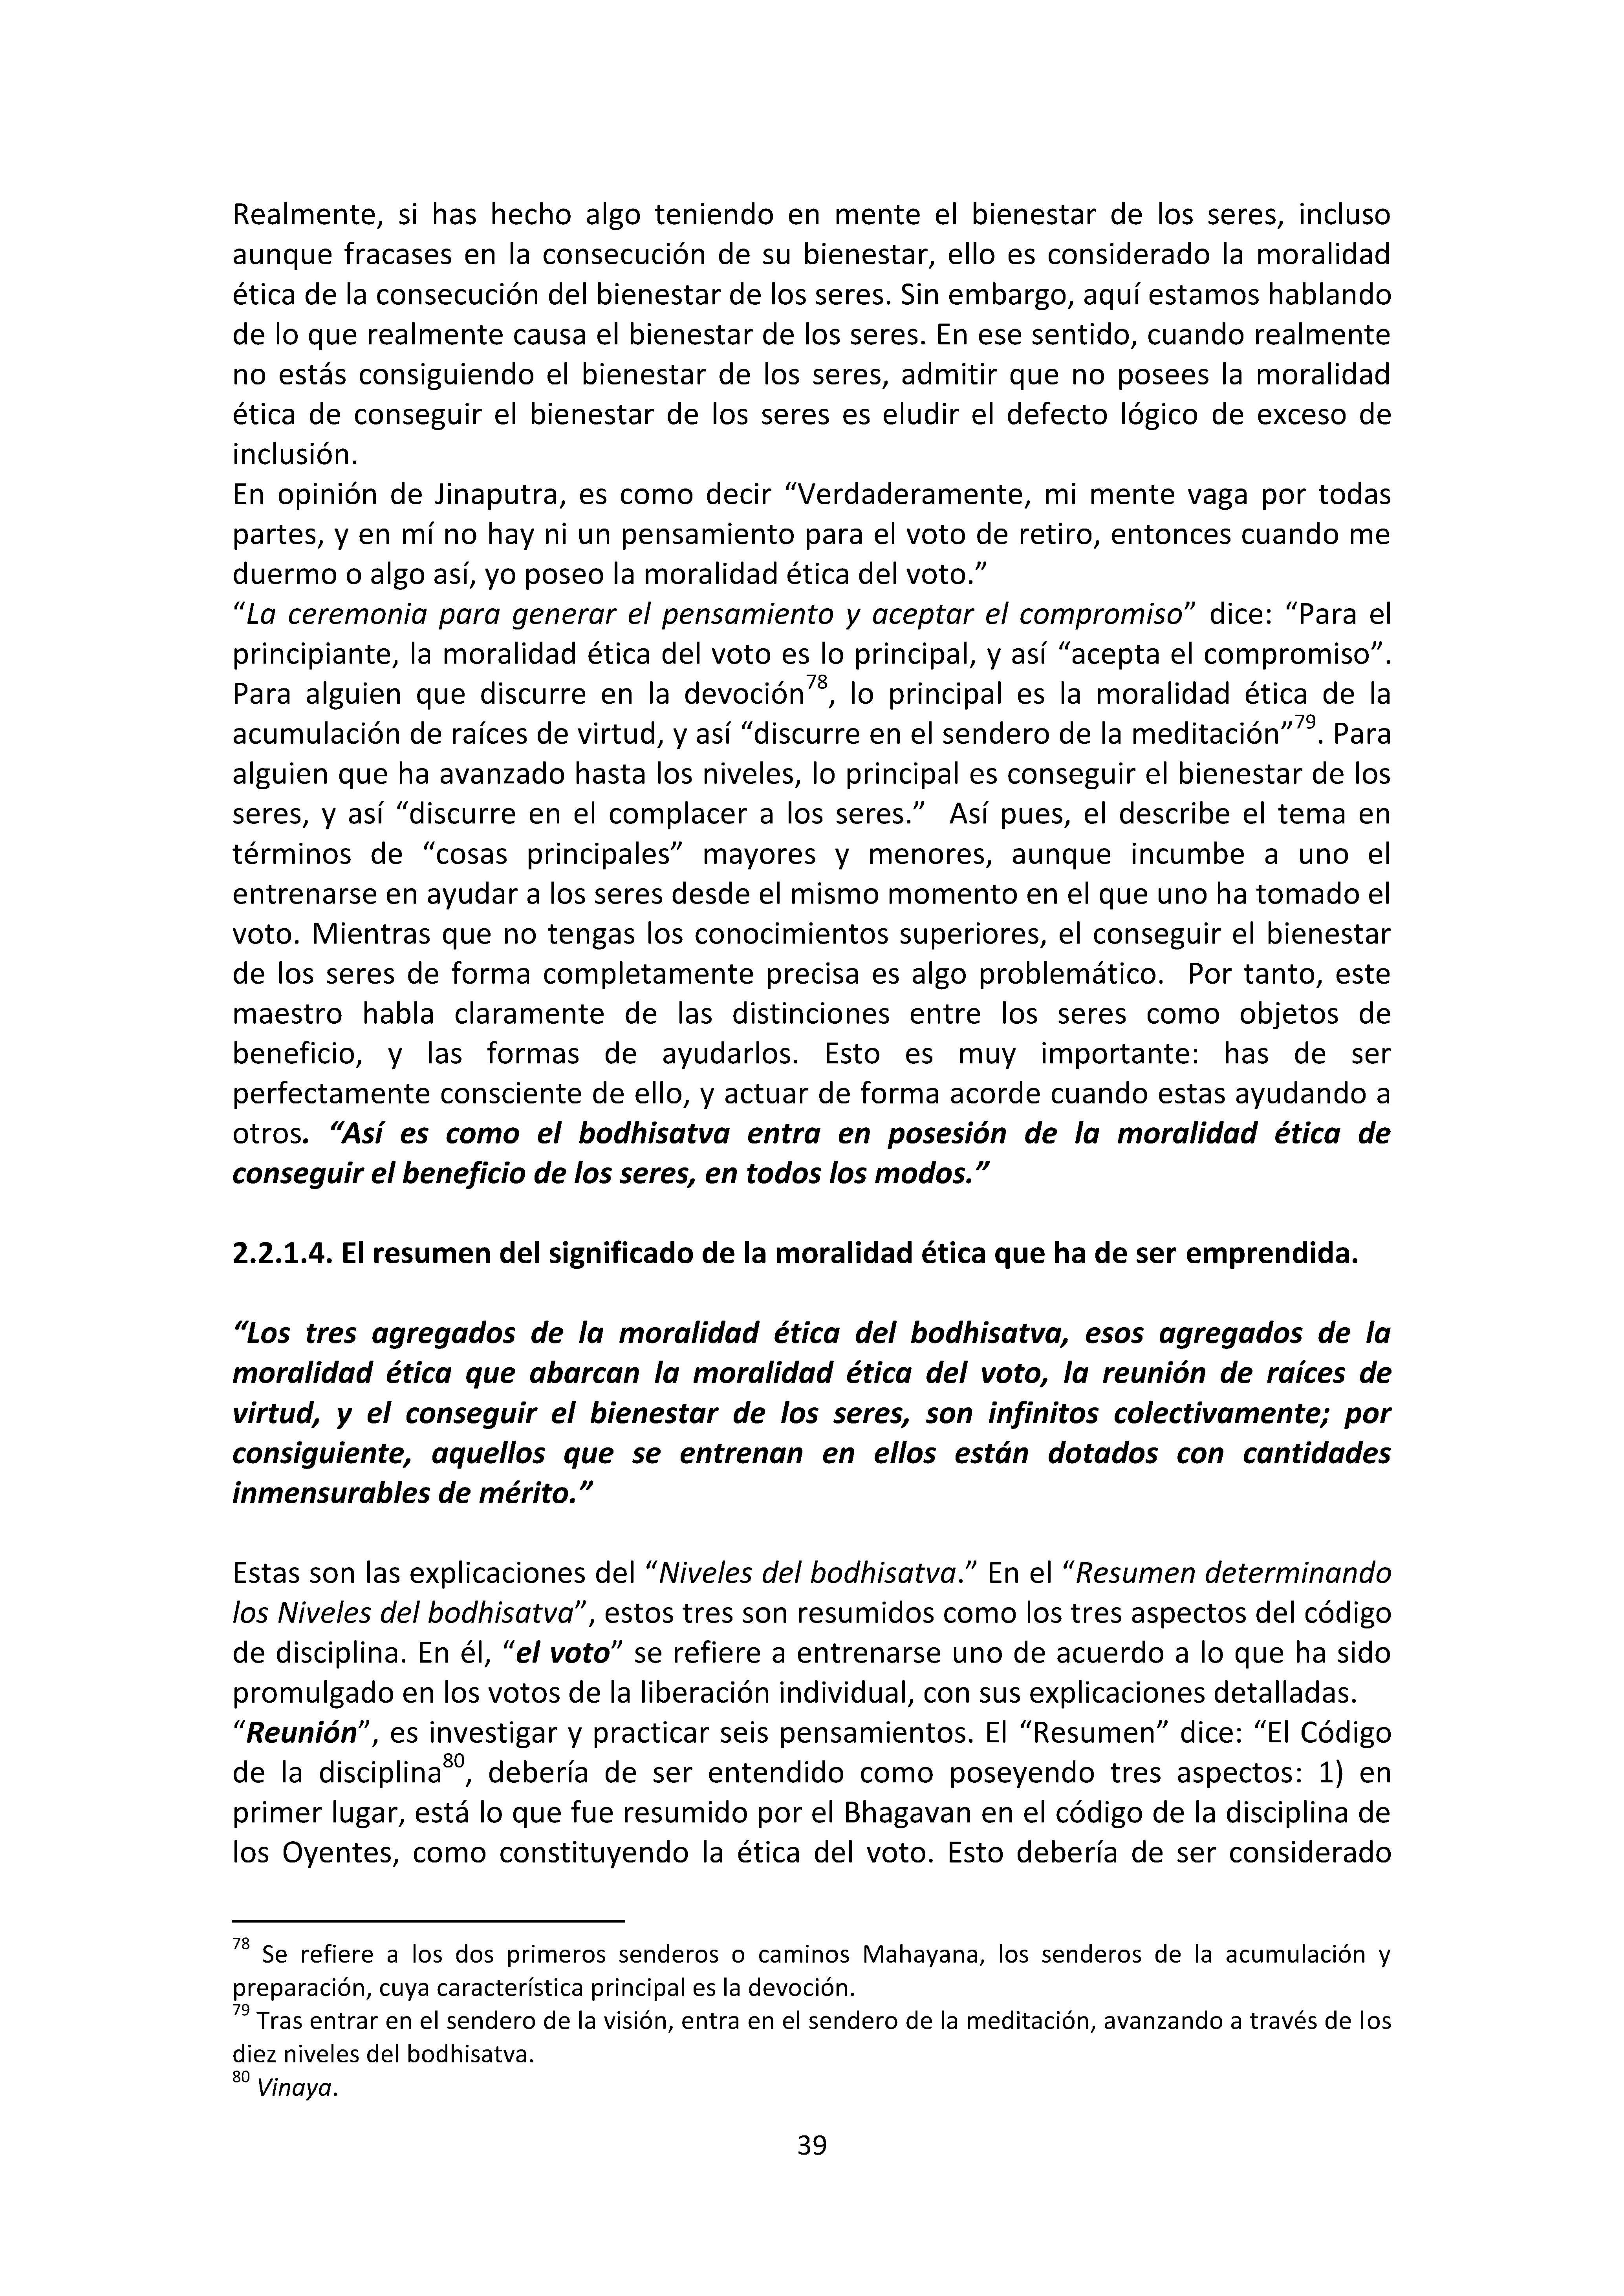 Realmente, si has hecho algo teniendo en mente el bienestar de los seres, incluso
aunque fracases en la consecución de su bienestar, ello es considerado la moralidad
ética de la consecución del bienestar de los seres. Sin embargo, aquí estamos hablando
de lo que realmente causa el bienestar de los seres. En ese sentido, cuando realmente
no estás consiguiendo el bienestar de los seres, admitir que no posees la moralidad
ética de conseguir el bienestar de los seres es eludir el defecto lógico de exceso de
inclusión.
En opinión de Jinaputra, es como decir “Verdaderamente, mi mente vaga por todas
partes, y en mí no hay ni un pensamiento para el voto de retiro, entonces cuando me
duermo o algo así, yo poseo la moralidad ética del voto.”
“La ceremonia para generar el pensamiento y aceptar el compromiso” dice: “Para el
principiante, la moralidad ética del voto es lo principal, y así “acepta el compromiso”.
Para alguien que discurre en la devoción78, lo principal es la moralidad ética de la
acumulación de raíces de virtud, y así “discurre en el sendero de la meditación”79. Para
alguien que ha avanzado hasta los niveles, lo principal es conseguir el bienestar de los
seres, y así “discurre en el complacer a los seres.”  Así pues, el describe el tema en
términos de “cosas principales” mayores y menores, aunque incumbe a uno el
entrenarse en ayudar a los seres desde el mismo momento en el que uno ha tomado el
voto. Mientras que no tengas los conocimientos superiores, el conseguir el bienestar
de los seres de forma completamente precisa es algo problemático.  Por tanto, este
maestro habla claramente de las distinciones entre los seres como objetos de
beneficio, y las formas de ayudarlos. Esto es muy importante: has de ser
perfectamente consciente de ello, y actuar de forma acorde cuando estas ayudando a
otros. “Así es como el bodhisatva entra en posesión de la moralidad ética de
conseguir el beneficio de los seres, en todos los modos.”
2.2.1.4. El resumen del significado de la moralidad ética que ha de ser emprendida.
“Los tres agregados de la moralidad ética del bodhisatva, esos agregados de la
moralidad ética que abarcan la moralidad ética del voto, la reunión de raíces de
virtud, y el conseguir el bienestar de los seres, son infinitos colectivamente; por
consiguiente, aquellos que se entrenan en ellos están dotados con cantidades
inmensurables de mérito.”
Estas son las explicaciones del “Niveles del bodhisatva.” En el “Resumen determinando
los Niveles del bodhisatva”, estos tres son resumidos como los tres aspectos del código
de disciplina. En él, “el voto” se refiere a entrenarse uno de acuerdo a lo que ha sido
promulgado en los votos de la liberación individual, con sus explicaciones detalladas.
“Reunión”, es investigar y practicar seis pensamientos. El “Resumen” dice: “El Código
de la disciplina80, debería de ser entendido como poseyendo tres aspectos: 1) en
primer lugar, está lo que fue resumido por el Bhagavan en el código de la disciplina de
los Oyentes, como constituyendo la ética del voto. Esto debería de ser considerado
78 Se refiere a los dos primeros senderos o caminos Mahayana, los senderos de la acumulación y
preparación, cuya característica principal es la devoción.
79 Tras entrar en el sendero de la visión, entra en el sendero de la meditación, avanzando a través de los
diez niveles del bodhisatva.
80 Vinaya.
39